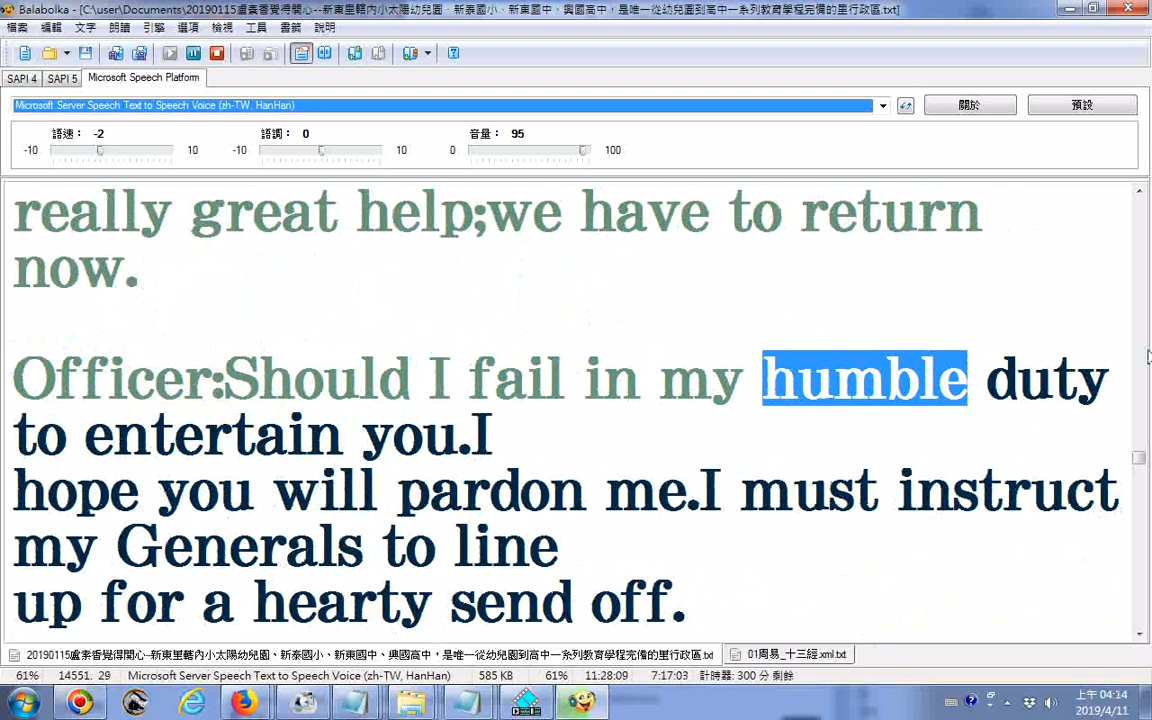 Balabolka - [C:\user\Documents\20190115盧素香覺得開心--新東里轄內小太陽幼兒園、新泰國小、新東國中、興國高中，是唯一從幼兒園到高中一系列教育學程完備的里行政區.txt]
檔案 編輯 文字 朗讀 引擎 選項 檢視 工具 書籤 說明
SAPI 4 SAPI 5 Microsoft Speech Platform
Microsoft Server Speech Text to Speech Voice (zh-TW, HanHan) 關於 預設
語速： -2 語調： 0 音量： 95
-10 10 -10 10 0 100
really great help;we have to return
now.
Officer:Should I fail in my humble duty
to entertain you.I
hope you will pardon me.I must instruct
my Generals to line
up for a hearty send off.
20190115盧素香覺得開心--新東里轄內小太陽幼兒園、新泰國小、新東國中、興國高中，是唯一從幼兒園到高中一系列教育學程完備的里行政區.txt 01周易_十三經.xml.txt
61% 14551: 29 Microsoft Server Speech Text to Speech Voice (zh-TW, HanHan) 585 KB 61% 11:28:09 7:17:03 計時器: 300 分 剩餘
上午 04:14
2019/4/11